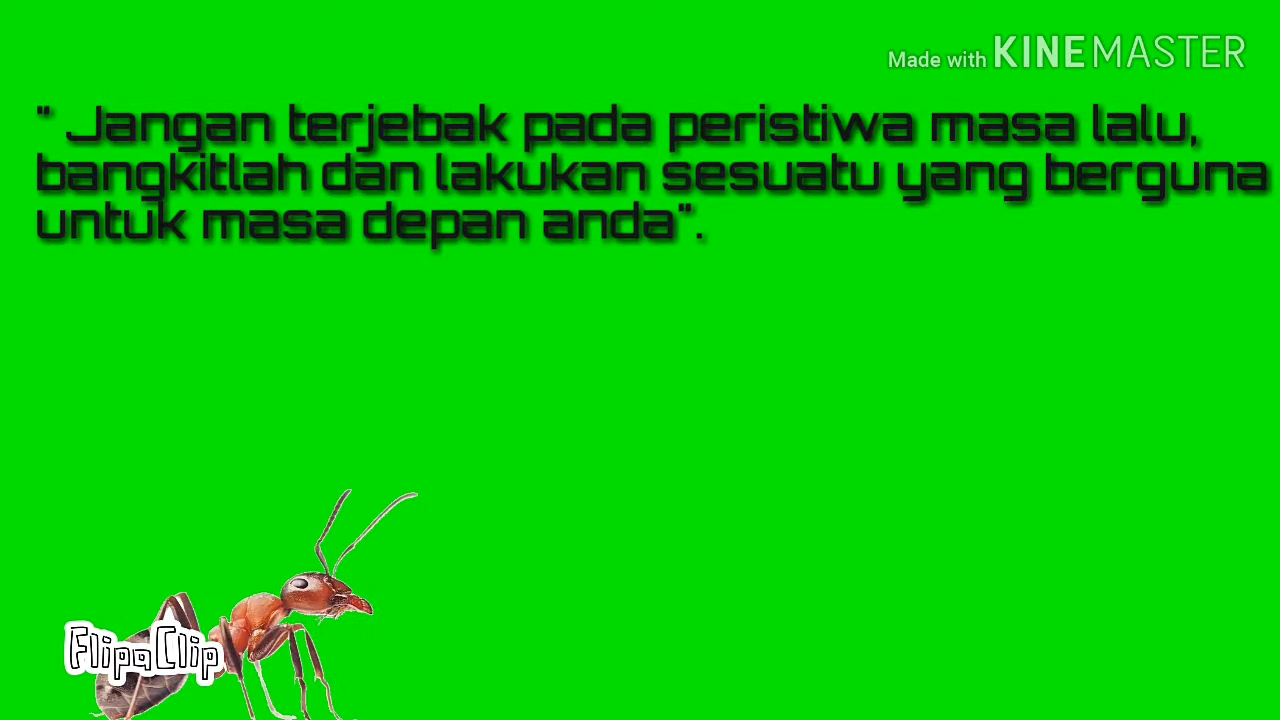 Made with KINEMASTER
" Jangan terjebak pada peristiwa masa lalu,
bangkitlah dan lakukan sesuatu yang berguna
untuk masa depan anda".
FlipaClip